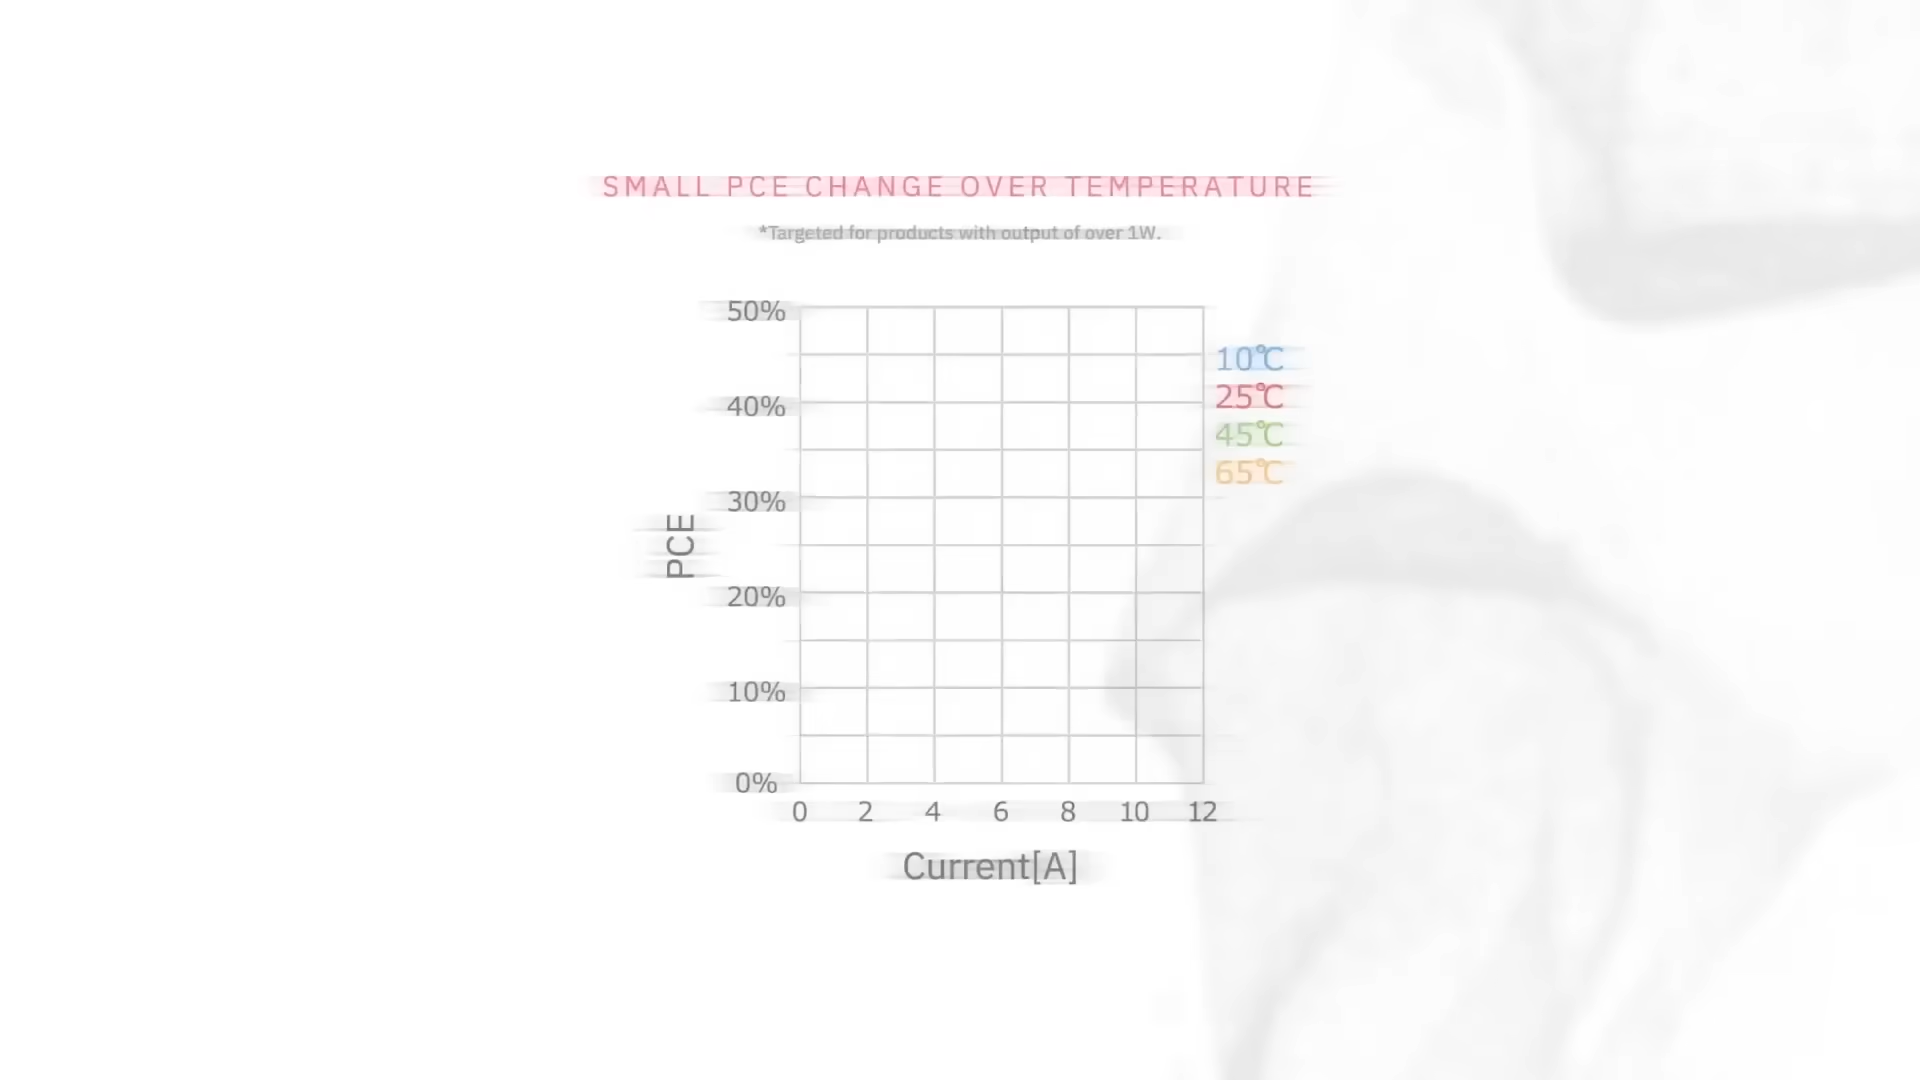 SMALL PCE CHANGE OVER TEMPERATURE
*Targeted for products with output of over 1W.
50%
40%
30%
20%
10%
0%
PCE
10℃
25℃
45℃
65℃
0 2 4 6 8 10 12
Current[A]